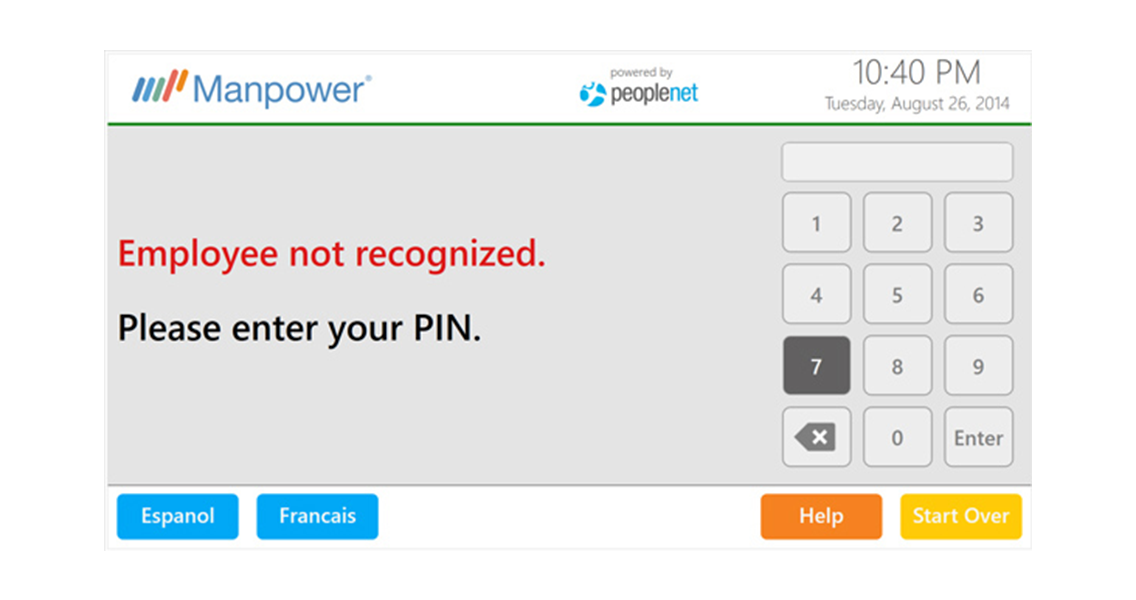 Manpower®
powered by
peoplenet
10:40 PM
Tuesday, August 26, 2014
Employee not recognized.
Please enter your PIN.
1 2 3
4 5 6
7 8 9
0 Enter
Espanol Francais Help Start Over